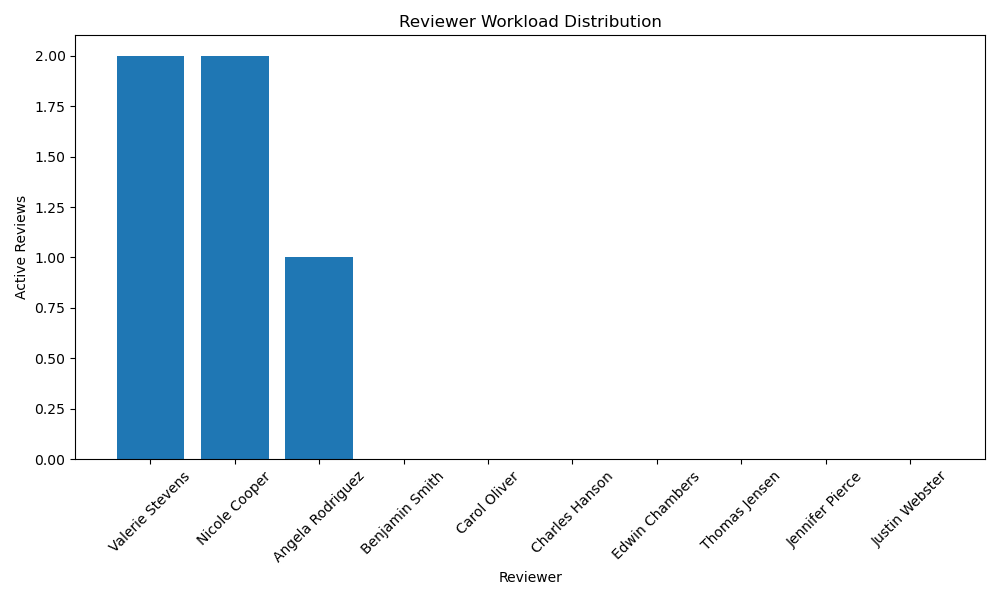 Reviewer Workload Distribution
Active Reviews
2.00
1.75
1.50
1.25
1.00
0.75
0.50
0.25
0.00
Valerie Stevens
Nicole Cooper
Angela Rodriguez
Benjamin Smith
Carol Oliver
Charles Hanson
Edwin Chambers
Thomas Jensen
Jennifer Pierce
Justin Webster
Reviewer